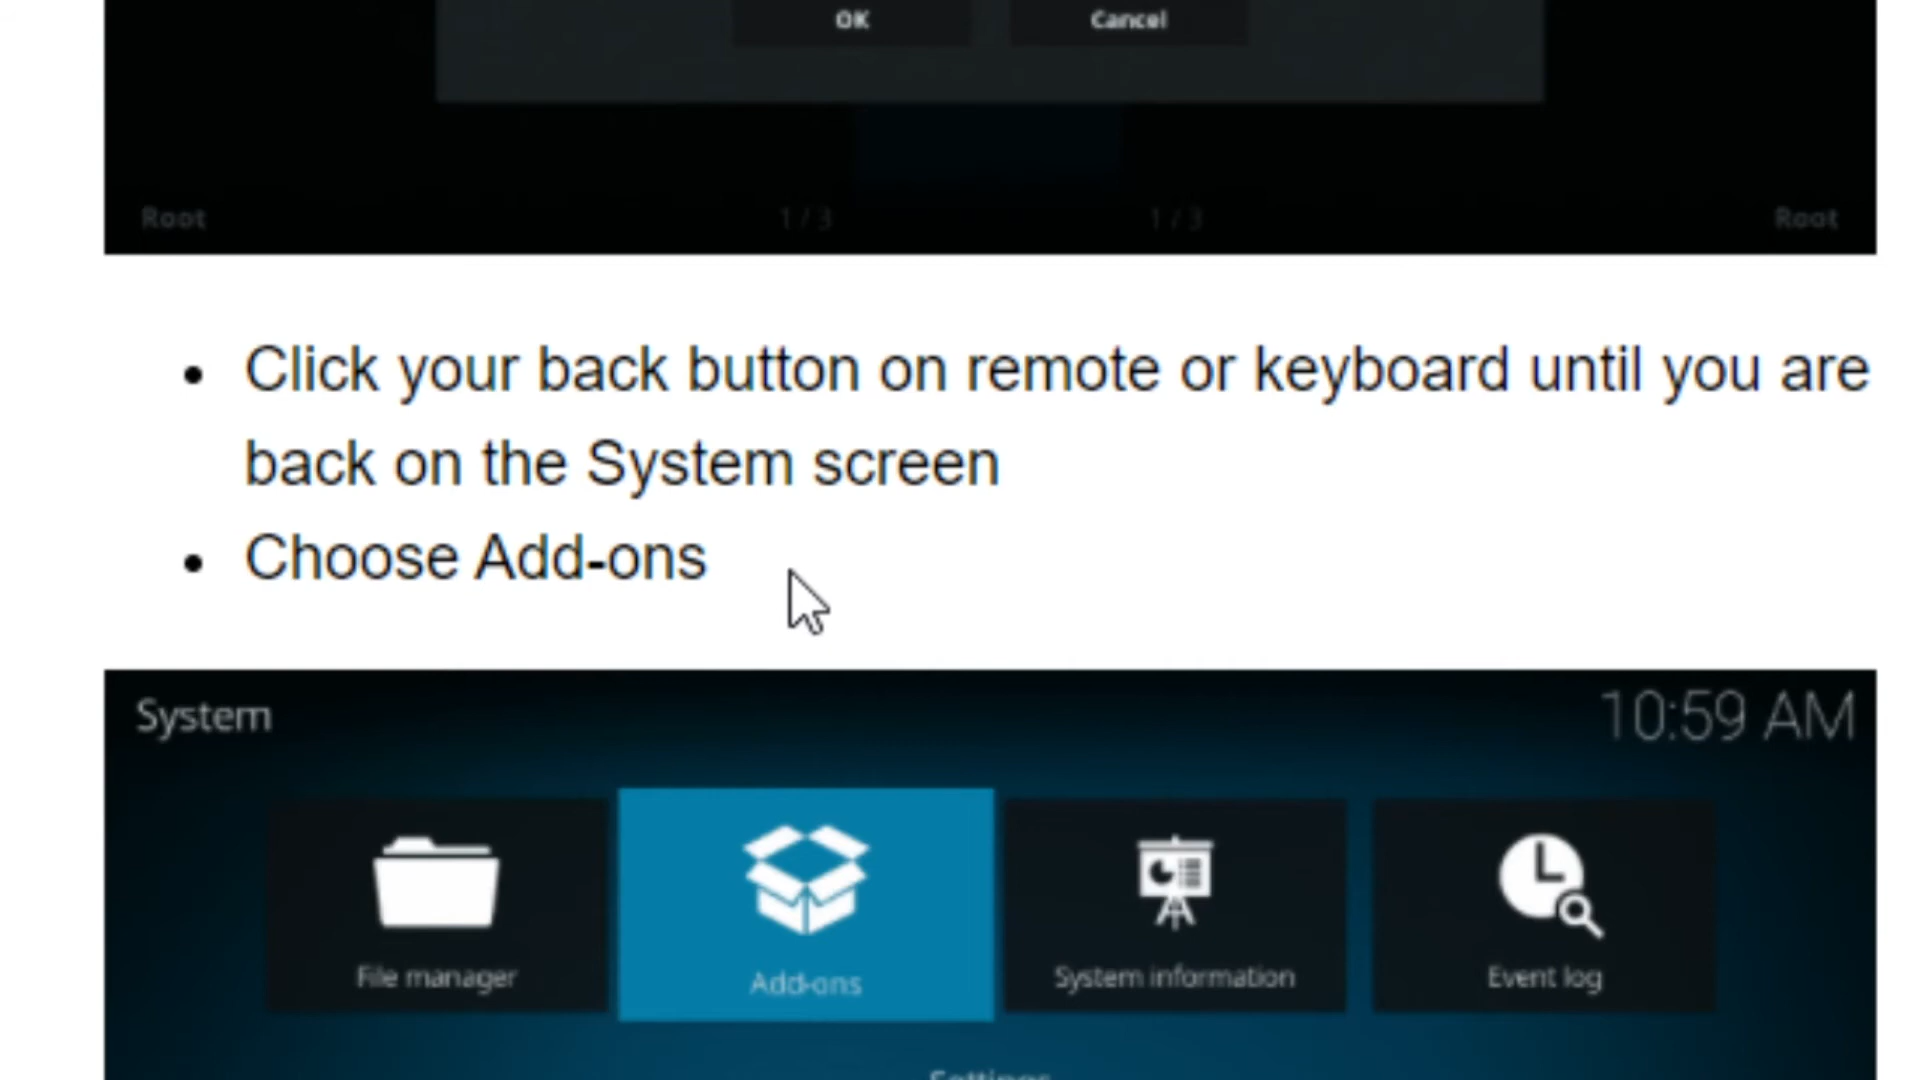 OK Cancel
Root 1 / 3 1 / 3 Root
• Click your back button on remote or keyboard until you are
back on the System screen
• Choose Add-ons
System 10:59 AM
File manager Add-ons System information Event log
Settings